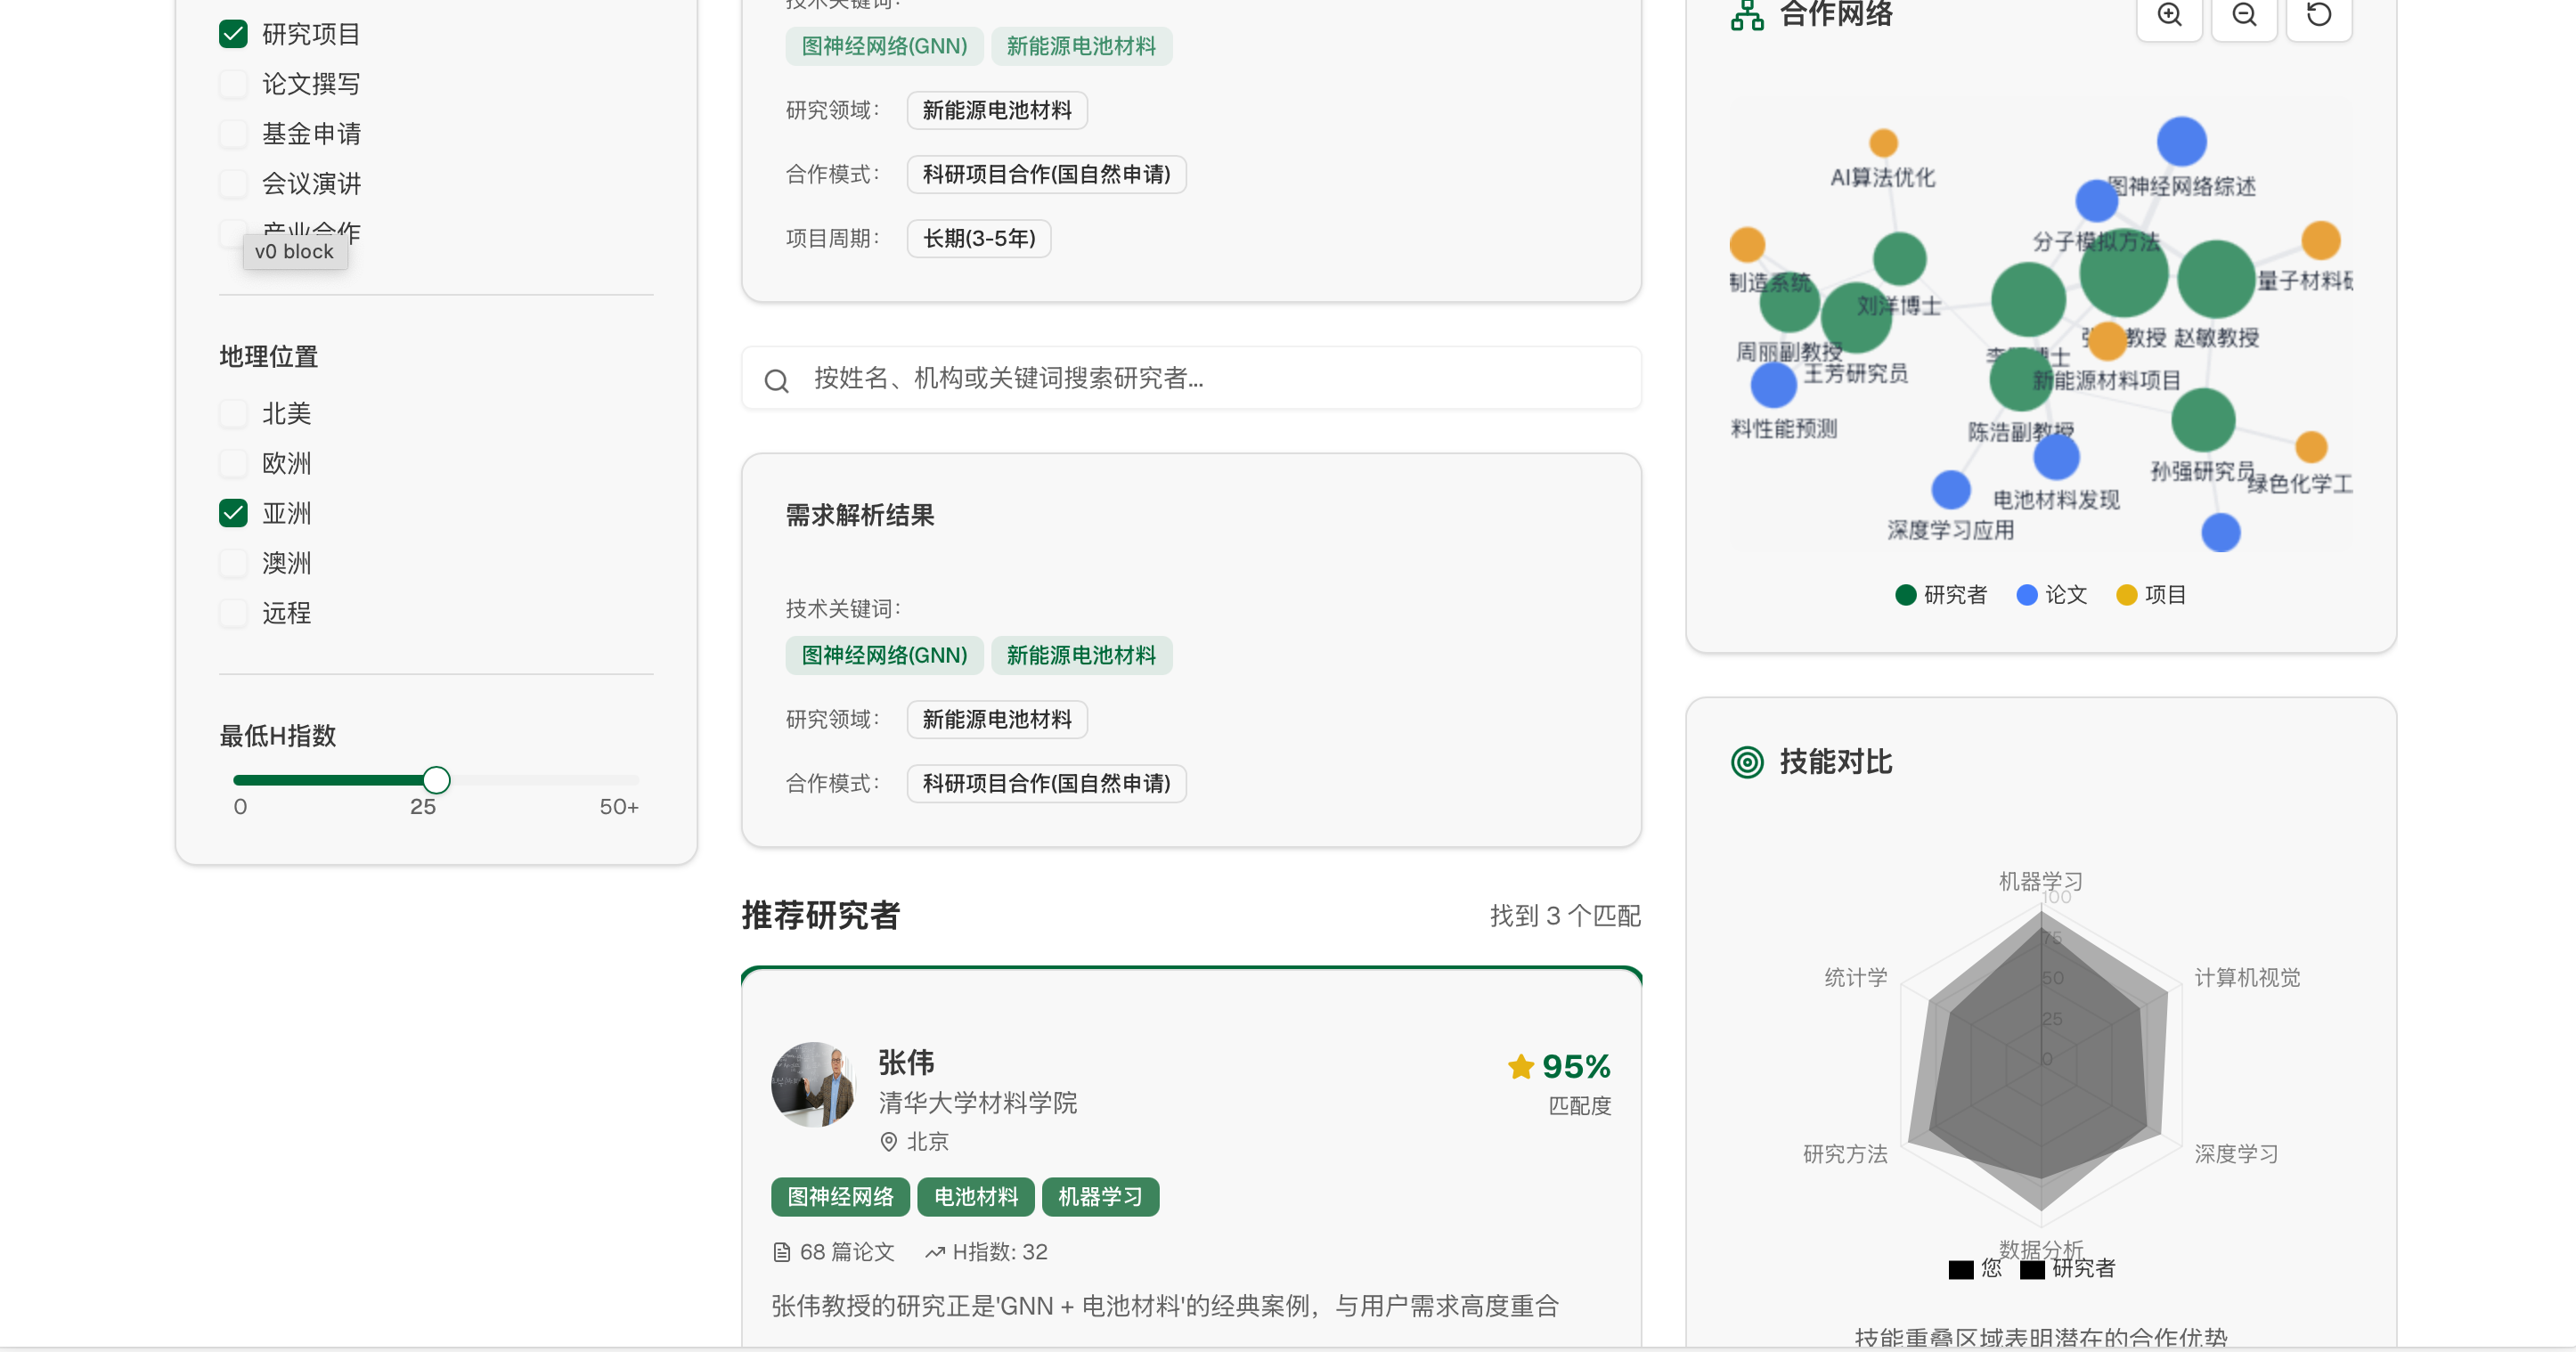 研究项目
论文撰写
基金申请
会议演讲
产业合作
v0 block
地理位置
北美
欧洲
亚洲
澳洲
远程
最低H指数
0
25
50+
技术关键词:
图神经网络(GNN) 新能源电池材料
研究领域: 新能源电池材料
合作模式: 科研项目合作(国自然申请)
项目周期: 长期(3-5年)
按姓名、机构或关键词搜索研究者...
需求解析结果
技术关键词:
图神经网络(GNN) 新能源电池材料
研究领域: 新能源电池材料
合作模式: 科研项目合作(国自然申请)
推荐研究者
找到 3 个匹配
张伟
清华大学材料学院
北京
95%
匹配度
图神经网络 电池材料 机器学习
68 篇论文 H指数: 32
张伟教授的研究正是'GNN + 电池材料'的经典案例，与用户需求高度重合
合作网络
AI算法优化
图神经网络综述
分子模拟方法
制造系统
量子材料
刘洋博士
教授
赵敏教授
周丽副教授
王芳研究员
新能源材料项目
料性能预测
陈浩副教授
孙强研究员
绿色化学工
电池材料发现
深度学习应用
研究者 论文 项目
技能对比
机器学习
100
75
50
25
0
统计学
计算机视觉
研究方法
深度学习
数据分析
您 研究者
技能重叠区域表明潜在的合作优势